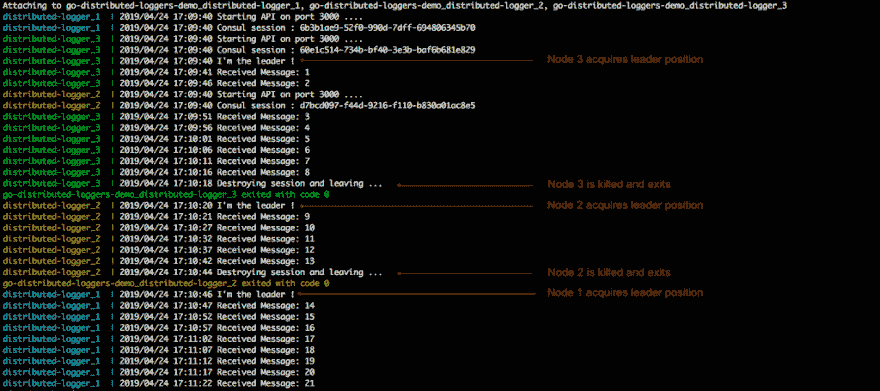 Attaching to go-distributed-loggers-demo_distributed-logger_1, go-distributed-loggers-demo_distributed-logger_2, go-distributed-loggers-demo_distributed-logger_3
distributed-logger_1 | 2019/04/24 17:09:40 Starting API on port 3000 ....
distributed-logger_1 | 2019/04/24 17:09:40 Consul session : 6b3b1ae9-52f0-990d-7dff-694806345b70
distributed-logger_3 | 2019/04/24 17:09:40 Starting API on port 3000 ....
distributed-logger_3 | 2019/04/24 17:09:40 Consul session : 60e1c514-734b-bf40-3e3b-baf6b681e829
distributed-logger_3 | 2019/04/24 17:09:40 I'm the leader ! Node 3 acquires leader position
distributed-logger_3 | 2019/04/24 17:09:41 Received Message: 1
distributed-logger_3 | 2019/04/24 17:09:46 Received Message: 2
distributed-logger_2 | 2019/04/24 17:09:40 Starting API on port 3000 ....
distributed-logger_2 | 2019/04/24 17:09:40 Consul session : d7bcd097-f44d-9216-f110-b830a01ac8e5
distributed-logger_3 | 2019/04/24 17:09:51 Received Message: 3
distributed-logger_3 | 2019/04/24 17:09:56 Received Message: 4
distributed-logger_3 | 2019/04/24 17:10:01 Received Message: 5
distributed-logger_3 | 2019/04/24 17:10:06 Received Message: 6
distributed-logger_3 | 2019/04/24 17:10:11 Received Message: 7
distributed-logger_3 | 2019/04/24 17:10:16 Received Message: 8
distributed-logger_3 | 2019/04/24 17:10:18 Destroying session and leaving ... Node 3 is killed and exits
go-distributed-loggers-demo_distributed-logger_3 exited with code 0
distributed-logger_2 | 2019/04/24 17:10:20 I'm the leader ! Node 2 acquires leader position
distributed-logger_2 | 2019/04/24 17:10:21 Received Message: 9
distributed-logger_2 | 2019/04/24 17:10:27 Received Message: 10
distributed-logger_2 | 2019/04/24 17:10:32 Received Message: 11
distributed-logger_2 | 2019/04/24 17:10:37 Received Message: 12
distributed-logger_2 | 2019/04/24 17:10:42 Received Message: 13
distributed-logger_2 | 2019/04/24 17:10:44 Destroying session and leaving ... Node 2 is killed and exits
go-distributed-loggers-demo_distributed-logger_2 exited with code 0
distributed-logger_1 | 2019/04/24 17:10:46 I'm the leader ! Node 1 acquires leader position
distributed-logger_1 | 2019/04/24 17:10:47 Received Message: 14
distributed-logger_1 | 2019/04/24 17:10:52 Received Message: 15
distributed-logger_1 | 2019/04/24 17:10:57 Received Message: 16
distributed-logger_1 | 2019/04/24 17:11:02 Received Message: 17
distributed-logger_1 | 2019/04/24 17:11:07 Received Message: 18
distributed-logger_1 | 2019/04/24 17:11:12 Received Message: 19
distributed-logger_1 | 2019/04/24 17:11:17 Received Message: 20
distributed-logger_1 | 2019/04/24 17:11:22 Received Message: 21